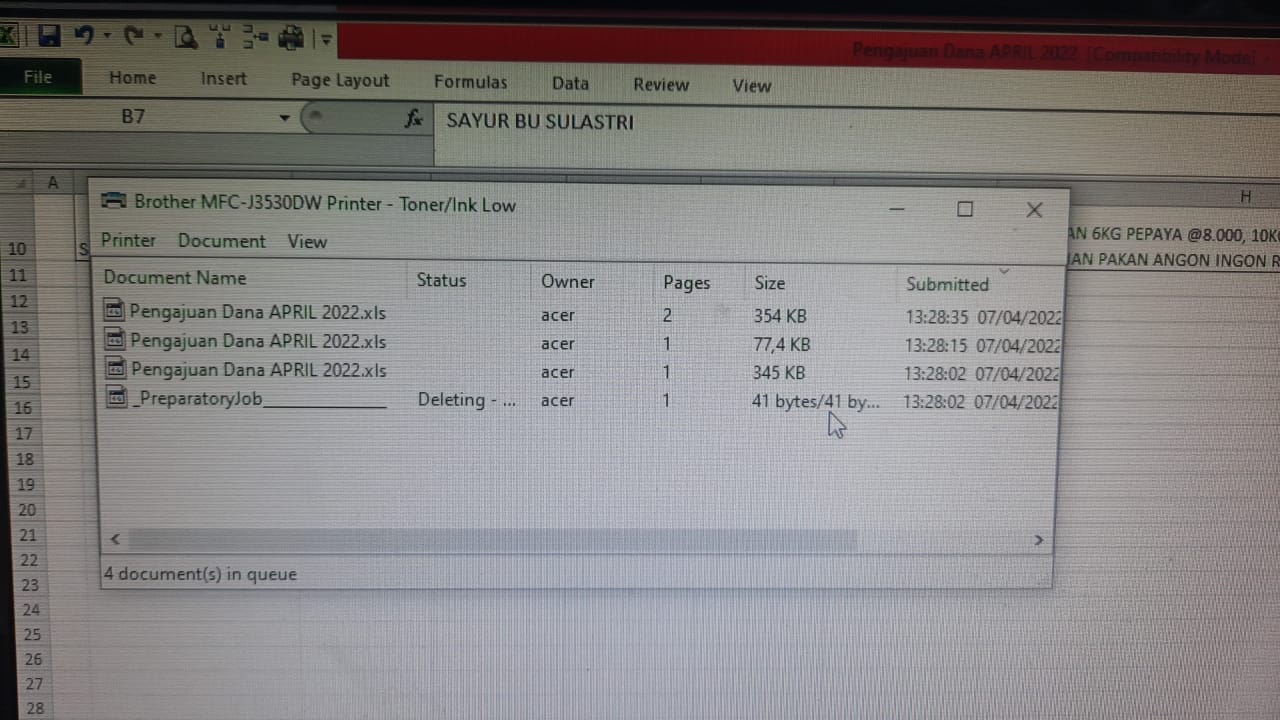 Pengajuan Dana APRIL 2022 [Compatibility Mode] -
File Home Insert Page Layout Formulas Data Review View
B7 fx SAYUR BU SULASTRI
A H
Brother MFC-J3530DW Printer - Toner/Ink Low
Printer Document View
10 S AN 6KG PEPAYA @8.000, 10K
11 JAN PAKAN ANGON INGON R
Document Name Status Owner Pages Size Submitted
Pengajuan Dana APRIL 2022.xls acer 2 354 KB 13:28:35 07/04/2022
Pengajuan Dana APRIL 2022.xls acer 1 77,4 KB 13:28:15 07/04/2022
Pengajuan Dana APRIL 2022.xls acer 1 345 KB 13:28:02 07/04/2022
_PreparatoryJob______________ Deleting - ... acer 1 41 bytes/41 by... 13:28:02 07/04/2022
4 document(s) in queue
12
13
14
15
16
17
18
19
20
21
22
23
24
25
26
27
28